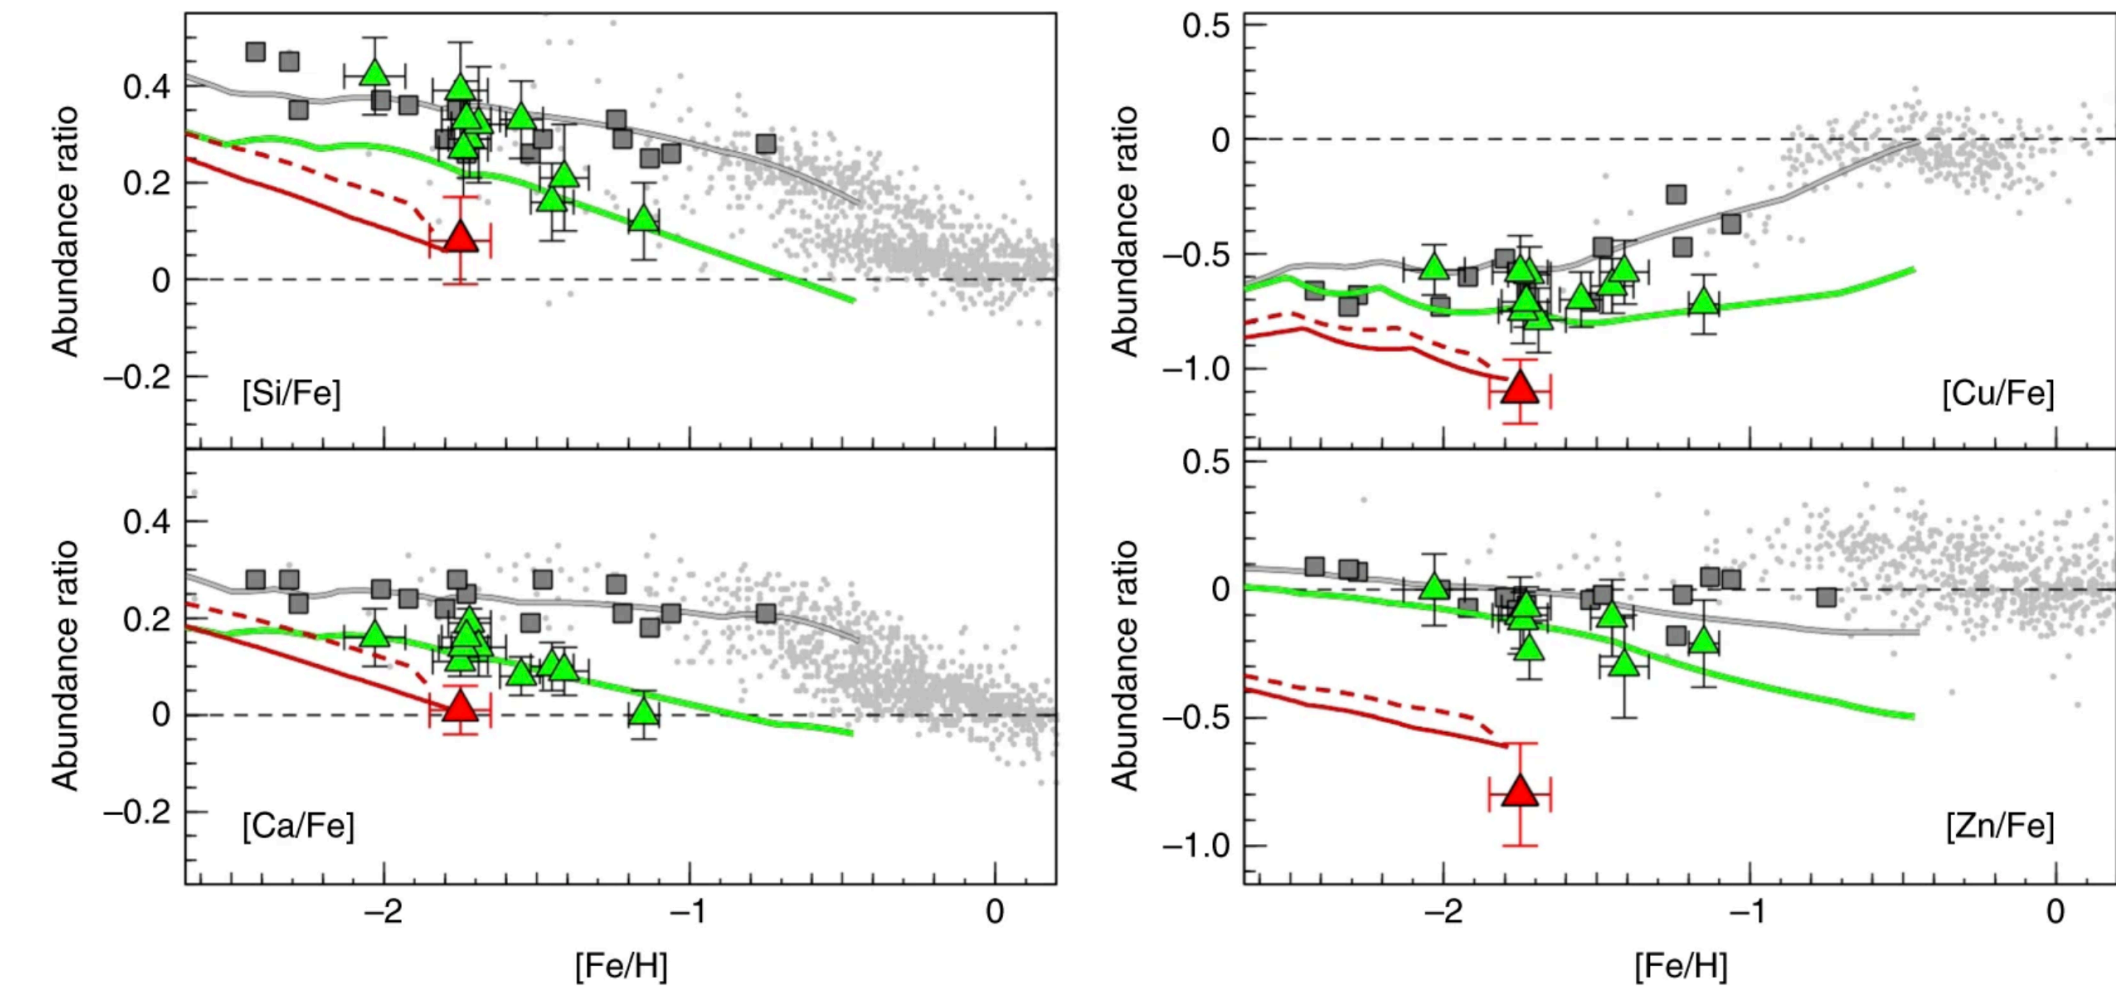 Abundance ratio
0.4
0.2
0
−0.2
[Si/Fe]
Abundance ratio
0.5
0
−0.5
−1.0
[Cu/Fe]
Abundance ratio
0.4
0.2
0
−0.2
[Ca/Fe]
−2
−1
0
[Fe/H]
Abundance ratio
0.5
0
−0.5
−1.0
[Zn/Fe]
−2
−1
0
[Fe/H]